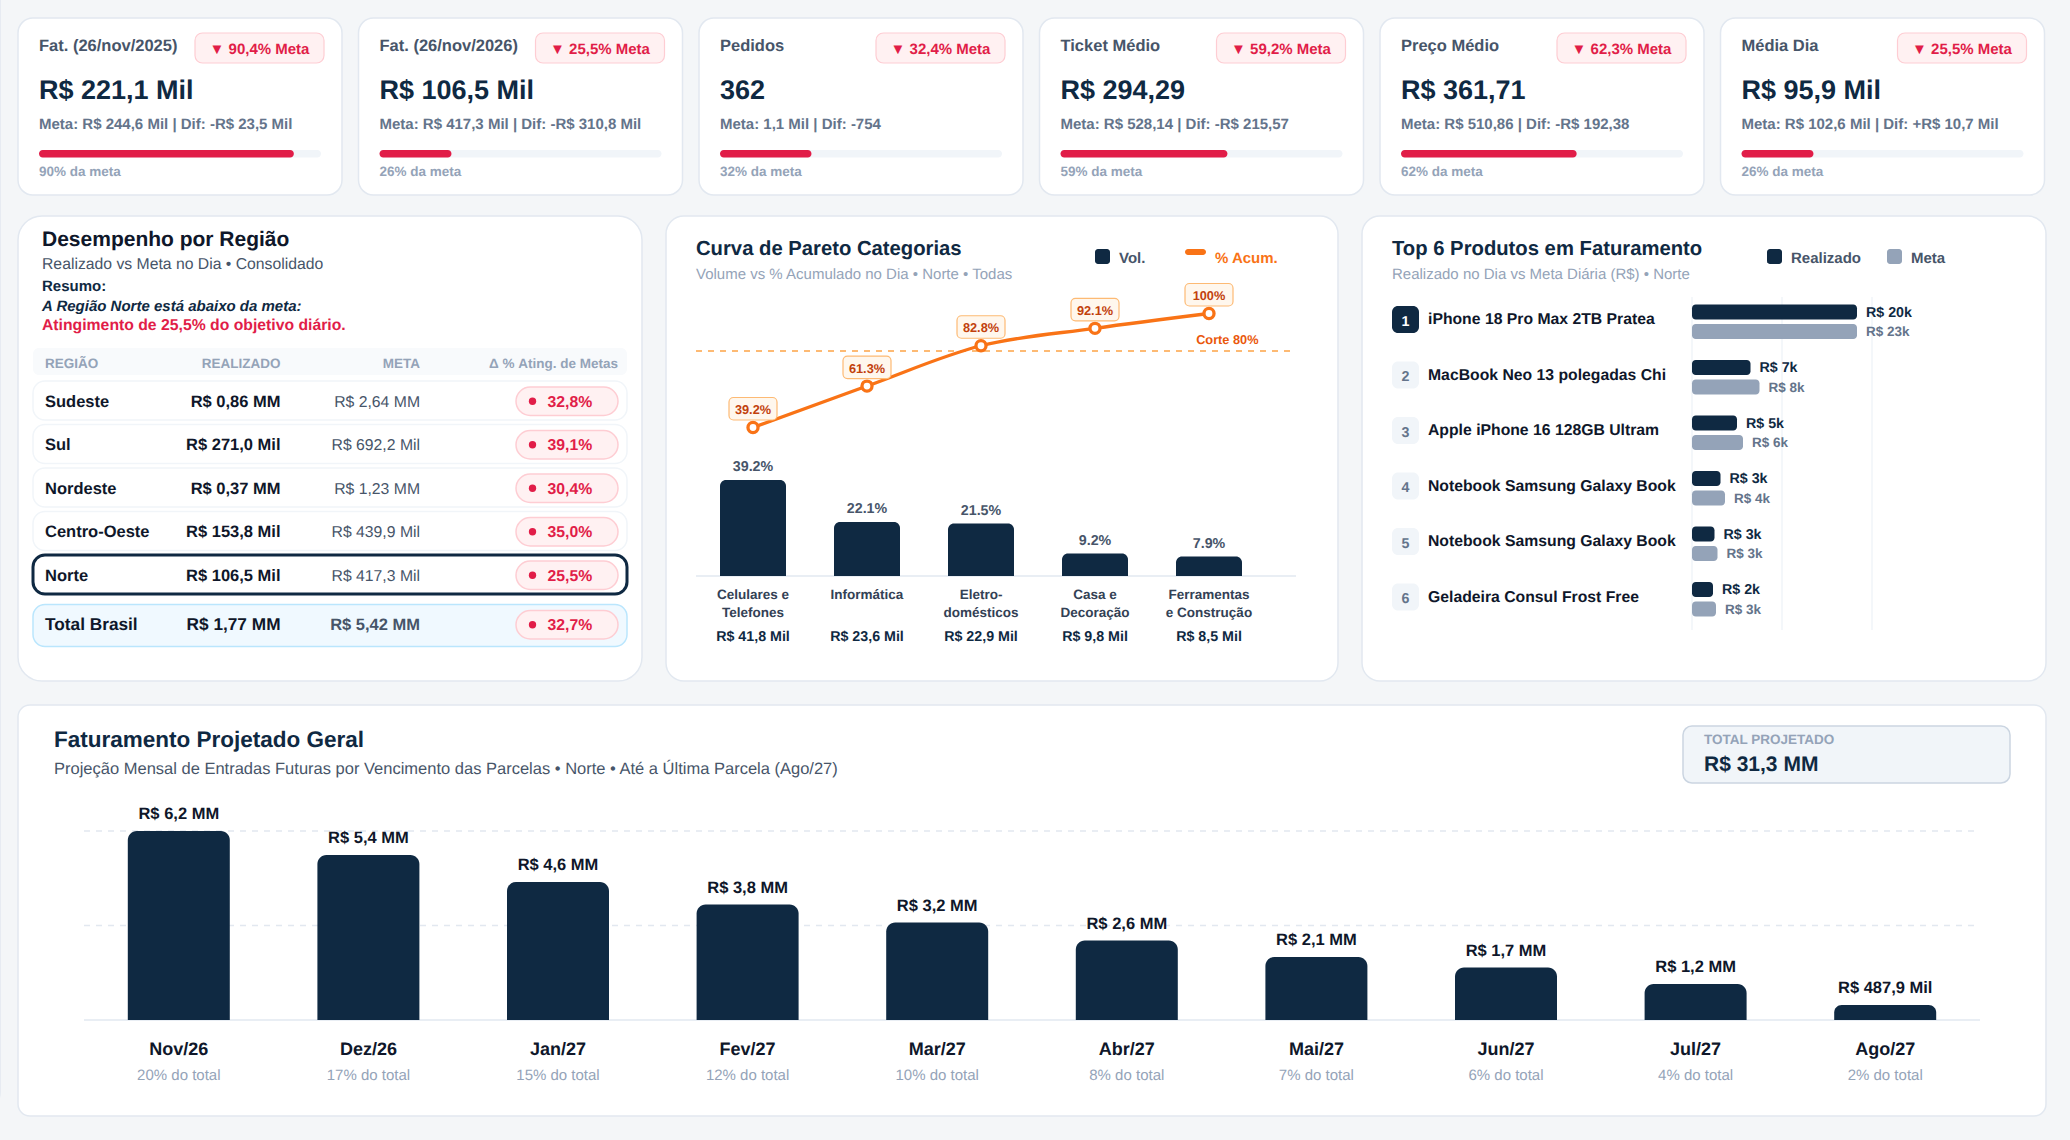 Fat. (26/nov/2025)
▼ 90,4% Meta
R$ 221,1 Mil
Meta: R$ 244,6 Mil | Dif: -R$ 23,5 Mil
90% da meta
Fat. (26/nov/2026)
▼ 25,5% Meta
R$ 106,5 Mil
Meta: R$ 417,3 Mil | Dif: -R$ 310,8 Mil
26% da meta
Pedidos
▼ 32,4% Meta
362
Meta: 1,1 Mil | Dif: -754
32% da meta
Ticket Médio
▼ 59,2% Meta
R$ 294,29
Meta: R$ 528,14 | Dif: -R$ 215,57
59% da meta
Preço Médio
▼ 62,3% Meta
R$ 361,71
Meta: R$ 510,86 | Dif: -R$ 192,38
62% da meta
Média Dia
▼ 25,5% Meta
R$ 95,9 Mil
Meta: R$ 102,6 Mil | Dif: +R$ 10,7 Mil
26% da meta
Desempenho por Região
Realizado vs Meta no Dia • Consolidado
Resumo:
A Região Norte está abaixo da meta:
Atingimento de 25,5% do objetivo diário.
REGIÃO REALIZADO META Δ % Ating. de Metas
Sudeste R$ 0,86 MM R$ 2,64 MM 32,8%
Sul R$ 271,0 Mil R$ 692,2 Mil 39,1%
Nordeste R$ 0,37 MM R$ 1,23 MM 30,4%
Centro-Oeste R$ 153,8 Mil R$ 439,9 Mil 35,0%
Norte R$ 106,5 Mil R$ 417,3 Mil 25,5%
Total Brasil R$ 1,77 MM R$ 5,42 MM 32,7%
Curva de Pareto Categorias
Volume vs % Acumulado no Dia • Norte • Todas
Vol. % Acum.
100%
92.1%
82.8%
Corte 80%
61.3%
39.2%
39.2% 22.1% 21.5% 9.2% 7.9%
Celulares e Informática Eletro- Casa e Ferramentas
Telefones domésticos Decoração e Construção
R$ 41,8 Mil R$ 23,6 Mil R$ 22,9 Mil R$ 9,8 Mil R$ 8,5 Mil
Top 6 Produtos em Faturamento
Realizado no Dia vs Meta Diária (R$) • Norte
Realizado Meta
1 iPhone 18 Pro Max 2TB Pratea R$ 20k
R$ 23k
2 MacBook Neo 13 polegadas Chi R$ 7k
R$ 8k
3 Apple iPhone 16 128GB Ultram R$ 5k
R$ 6k
4 Notebook Samsung Galaxy Book R$ 3k
R$ 4k
5 Notebook Samsung Galaxy Book R$ 3k
R$ 3k
6 Geladeira Consul Frost Free R$ 2k
R$ 3k
Faturamento Projetado Geral
Projeção Mensal de Entradas Futuras por Vencimento das Parcelas • Norte • Até a Última Parcela (Ago/27)
TOTAL PROJETADO
R$ 31,3 MM
R$ 6,2 MM R$ 5,4 MM R$ 4,6 MM R$ 3,8 MM R$ 3,2 MM R$ 2,6 MM R$ 2,1 MM R$ 1,7 MM R$ 1,2 MM R$ 487,9 Mil
Nov/26 Dez/26 Jan/27 Fev/27 Mar/27 Abr/27 Mai/27 Jun/27 Jul/27 Ago/27
20% do total 17% do total 15% do total 12% do total 10% do total 8% do total 7% do total 6% do total 4% do total 2% do total